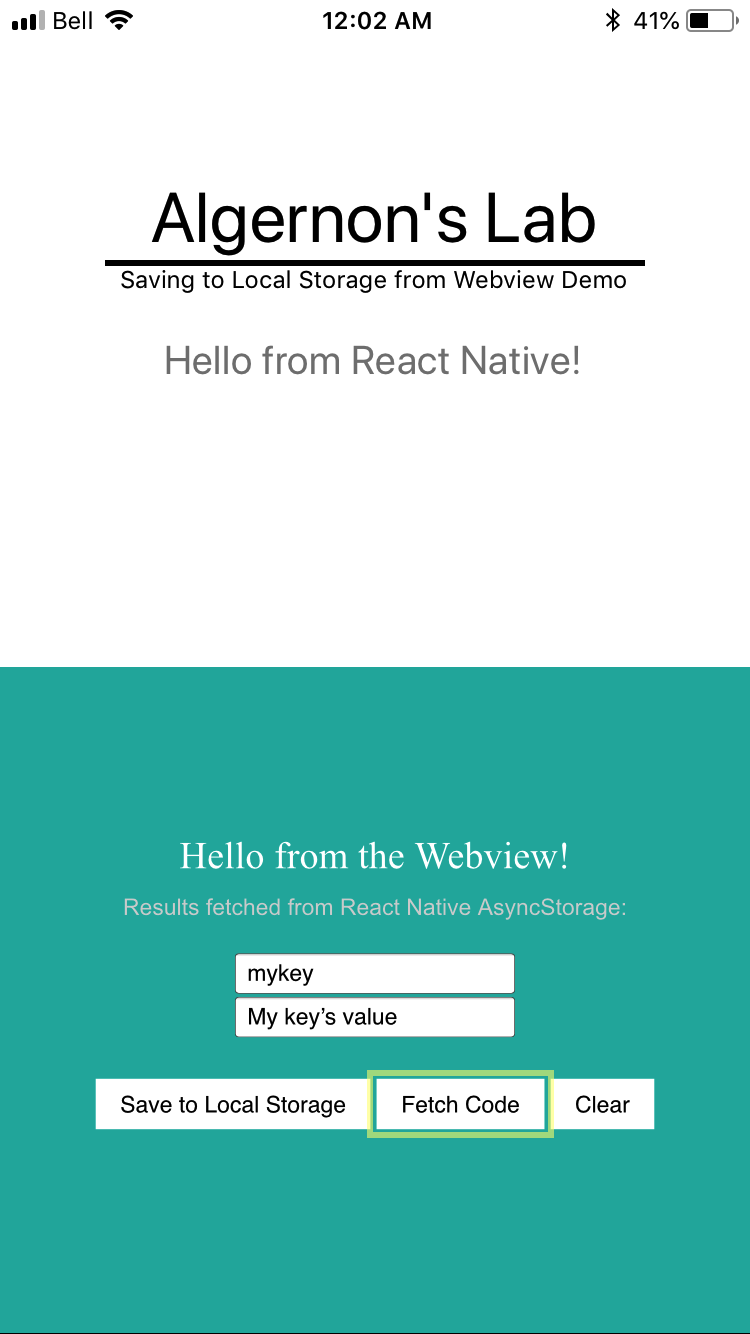 Bell 12:02 AM 41%
Algernon's Lab
Saving to Local Storage from Webview Demo
Hello from React Native!
Hello from the Webview!
Results fetched from React Native AsyncStorage:
mykey
My key’s value
Save to Local Storage Fetch Code Clear